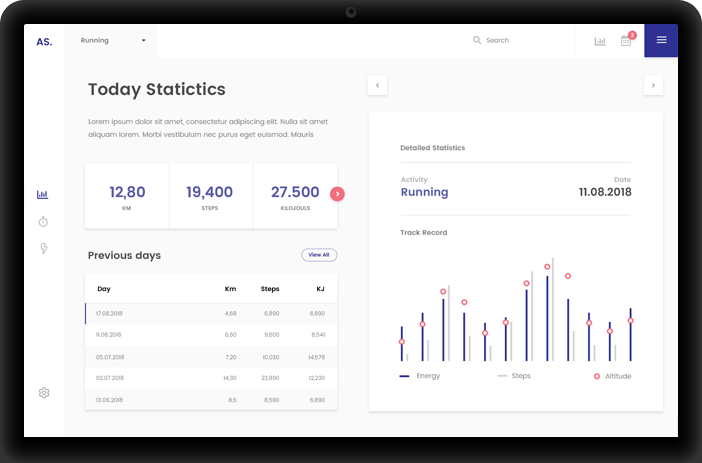 AS.
Running
Search
3
Today Statictics
Lorem ipsum dolor sit amet, consectetur adipiscing elit. Nulla sit amet
aliquam lorem. Morbi vestibulum nec purus eget euismod. Mauris
12,80
KM
19,400
STEPS
27.500
KILOJOULS
Previous days
View All
Day Km Steps KJ
17.08.2018 4,68 6,890 6,890
11.08.2018 6,60 9,600 8.541
05.07.2018 7,20 10,030 14,578
02.07.2018 14,30 23,890 12,230
13.06.2018 8,6 8,590 6,890
Detailed Statistics
Activity Date
Running 11.08.2018
Track Record
Energy Steps Altitude